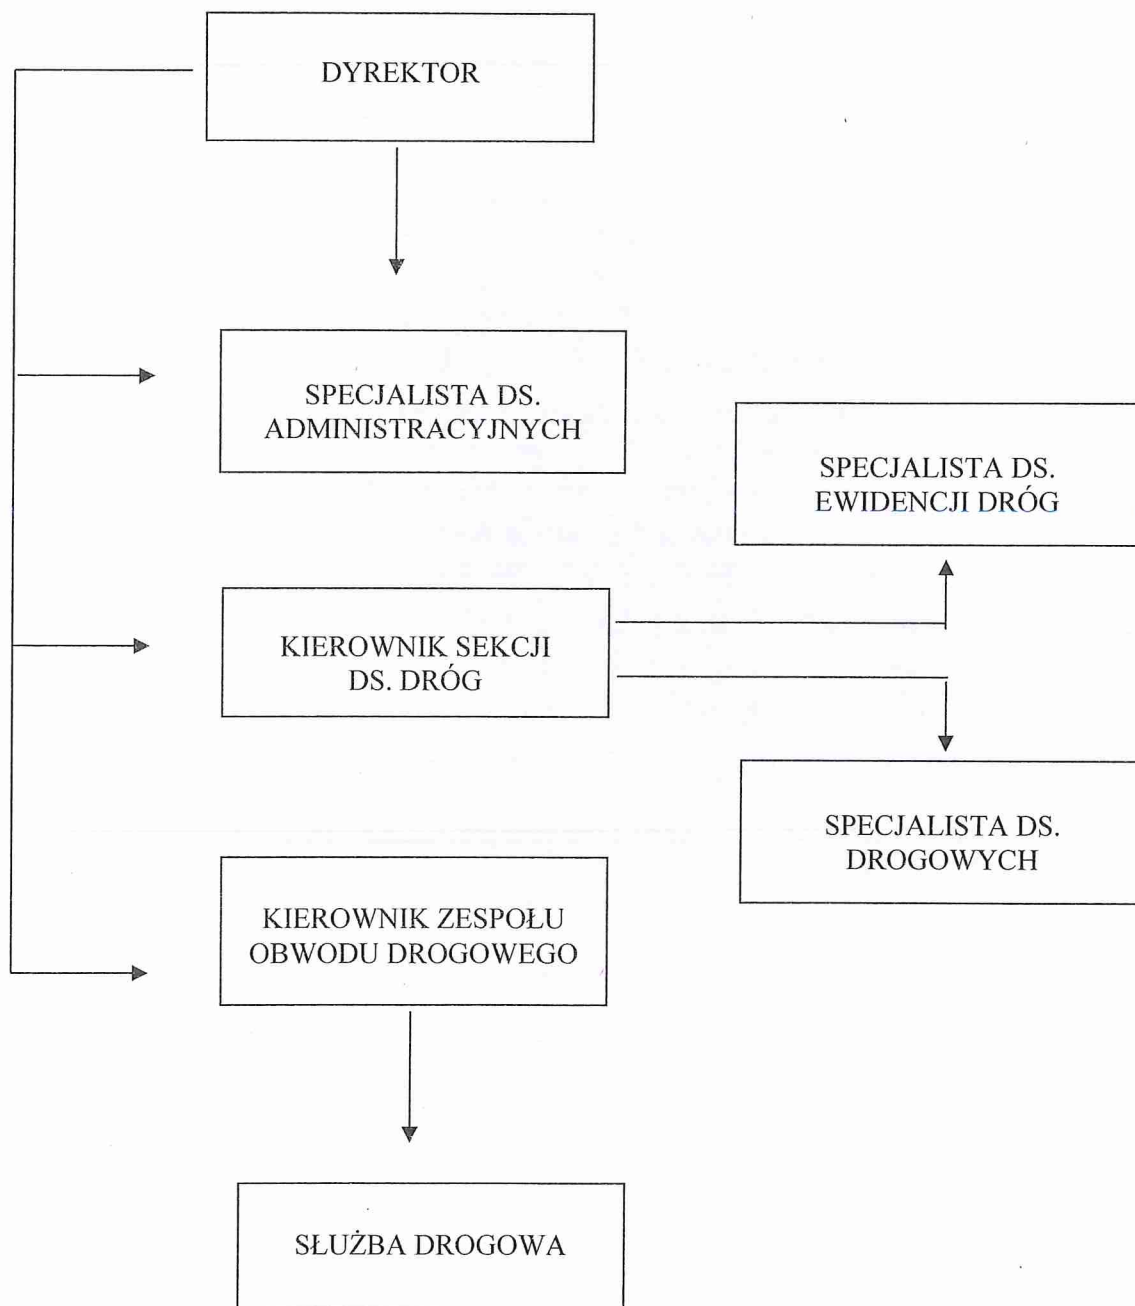 DYREKTOR
SPECJALISTA DS.
ADMINISTRACYJNYCH
SPECJALISTA DS.
EWIDENCJI DRÓG
KIEROWNIK SEKCJI
DS. DRÓG
SPECJALISTA DS.
DROGOWYCH
KIEROWNIK ZESPOŁU
OBWODU DROGOWEGO
SŁUŻBA DROGOWA